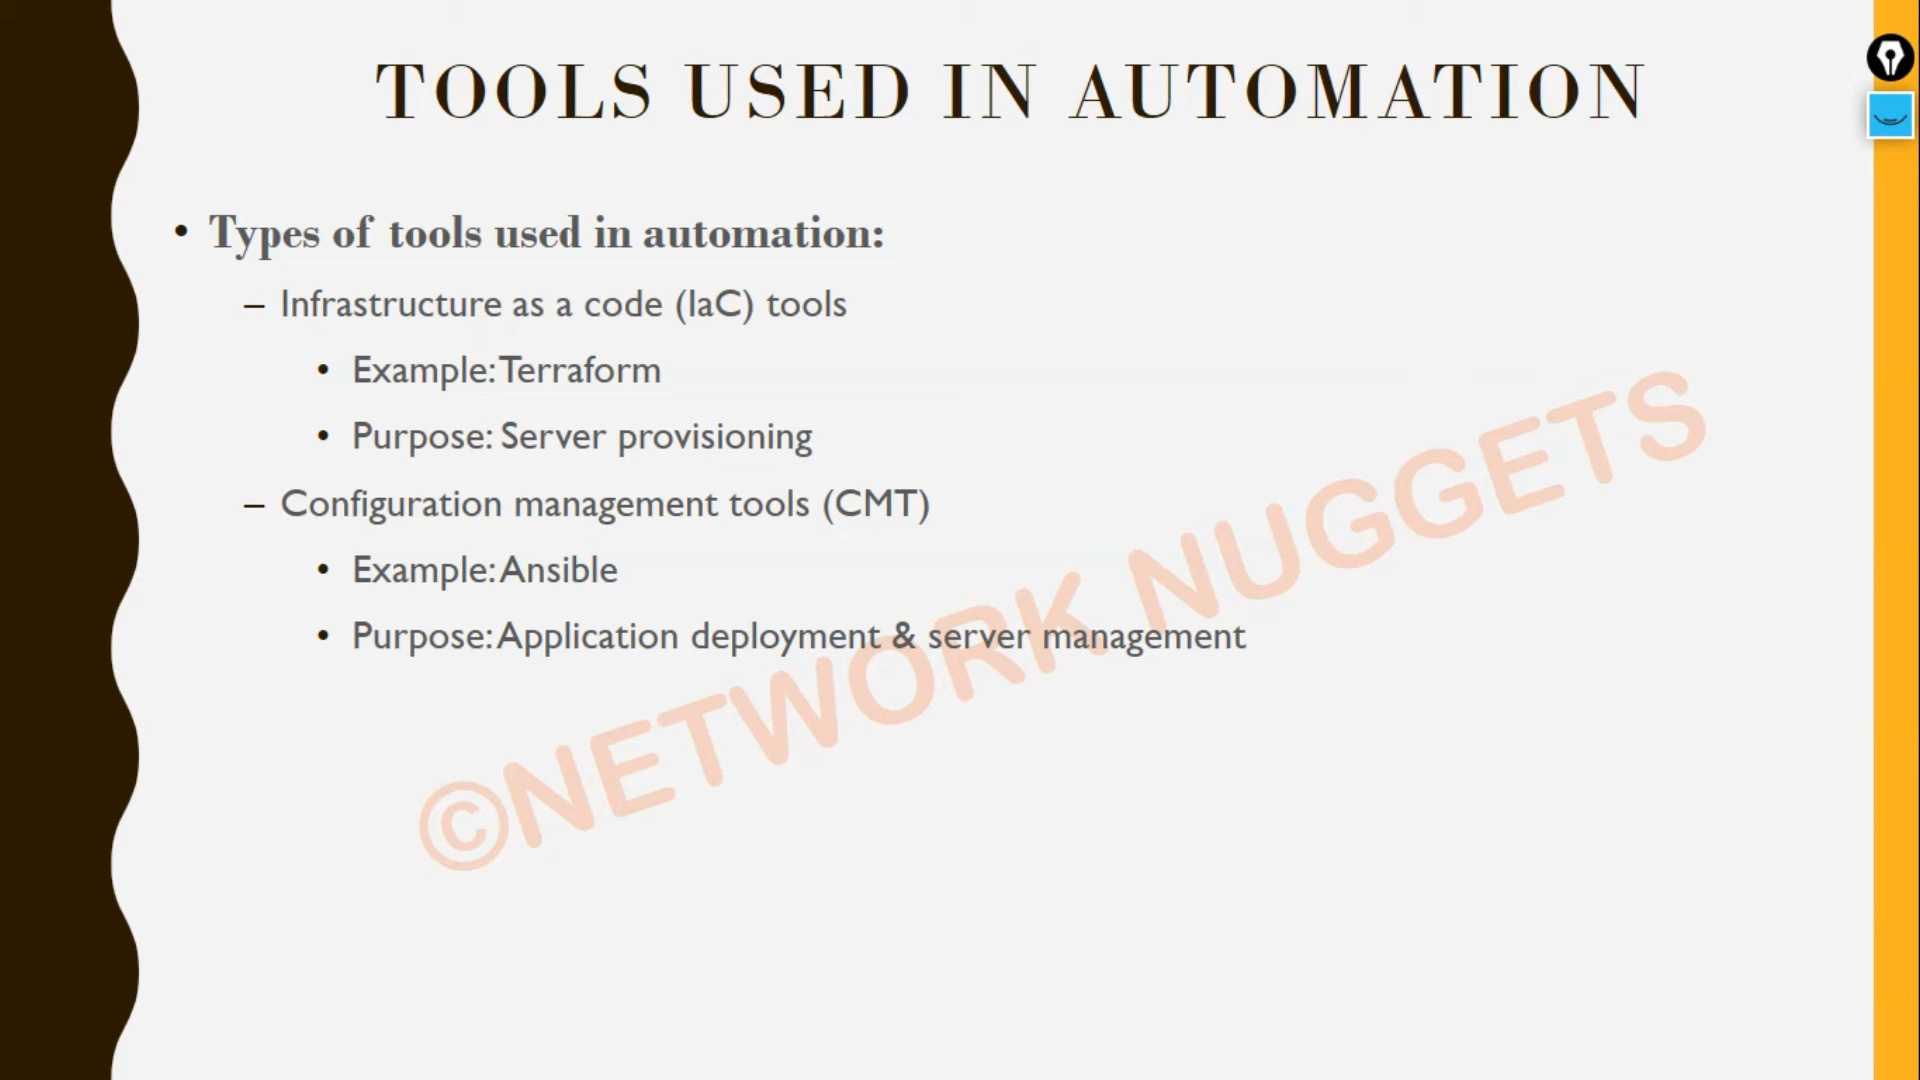 TOOLS USED IN AUTOMATION
• Types of tools used in automation:
– Infrastructure as a code (IaC) tools
• Example: Terraform
• Purpose: Server provisioning
– Configuration management tools (CMT)
• Example: Ansible
• Purpose: Application deployment & server management
©NETWORK NUGGETS